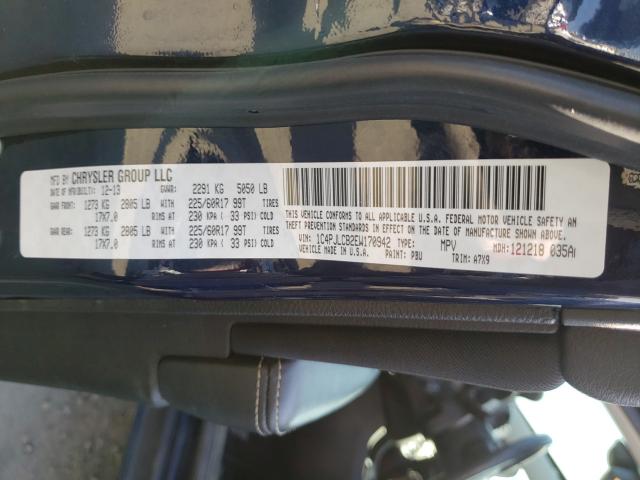 MFD BY CHRYSLER GROUP LLC
DATE OF MFR(BUILT): 12-13 GVWR: 2291 KG 5050 LB
GAWR FRONT 1273 KG 2805 LB WITH 225/60R17 99T TIRES
17X7.0 RIMS AT 230 KPA ( 33 PSI) COLD
GAWR REAR 1273 KG 2805 LB WITH 225/60R17 99T TIRES
17X7.0 RIMS AT 230 KPA ( 33 PSI) COLD
THIS VEHICLE CONFORMS TO ALL APPLICABLE U.S.A. FEDERAL MOTOR VEHICLE SAFETY AN
THEFT PREVENTION STANDARDS IN EFFECT ON THE DATE OF MANUFACTURE SHOWN ABOVE.
VIN: 1C4PJLCB2EW170942 TYPE: MPV MDH: 121218 035A
VEHICLE MADE IN U.S.A. PAINT: PBU TRIM: A7X9